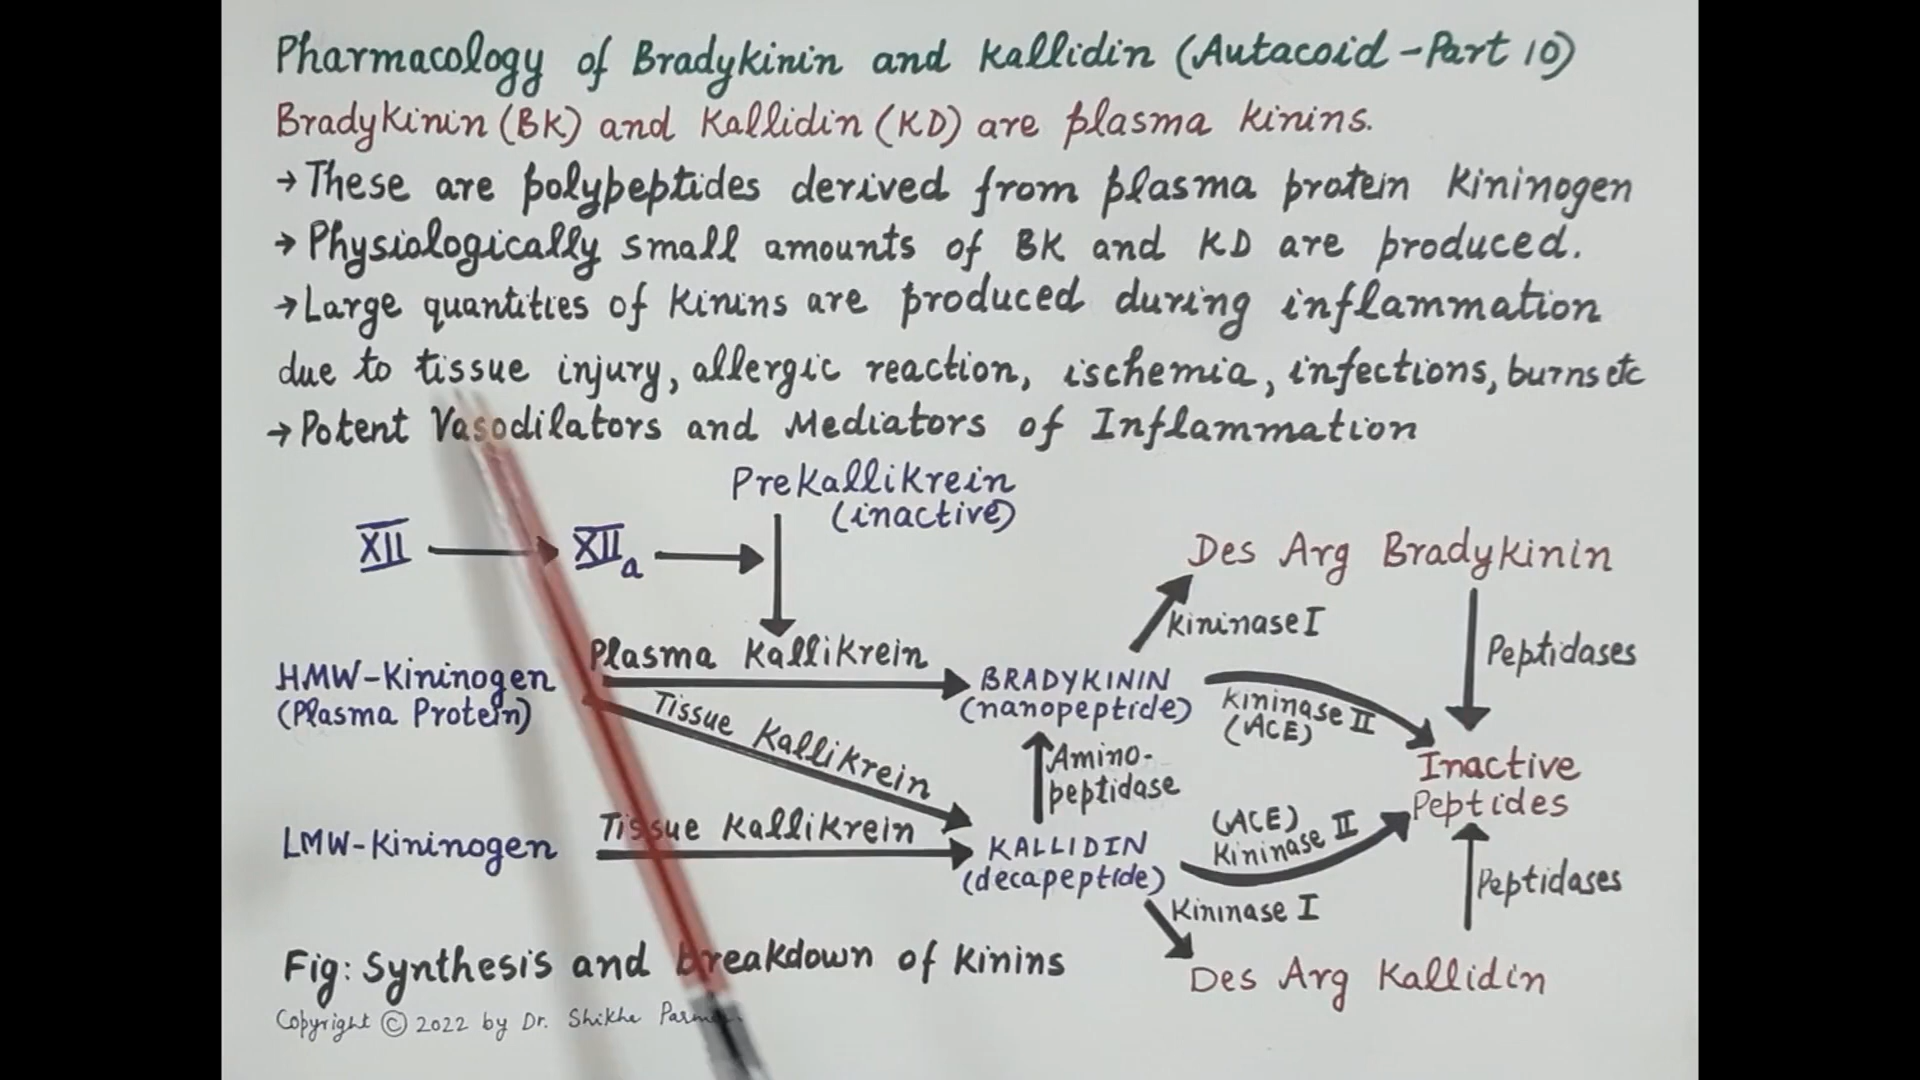 Pharmacology of Bradykinin and Kallidin (Autacoid - Part 10)
Bradykinin (BK) and Kallidin (KD) are plasma kinins.
→ These are polypeptides derived from plasma protein Kininogen
→ Physiologically small amounts of BK and KD are produced.
→ Large quantities of Kinins are produced during inflammation
due to tissue injury, allergic reaction, ischemia, infections, burns etc
→ Potent Vasodilators and Mediators of Inflammation
PreKalliKrein
(inactive)
XII → XIIa →
Des Arg Bradykinin
Kininase I
Plasma KalliKrein
Peptidases
HMW-Kininogen
(Plasma Protein)
BRADYKININ
(nanopeptide)
Kininase II
(ACE)
Tissue KalliKrein
Amino-
peptidase
Inactive
Peptides
LMW-Kininogen
Tissue KalliKrein
KALLIDIN
(decapeptide)
(ACE)
Kininase II
Peptidases
Kininase I
Des Arg Kallidin
Fig: Synthesis and breakdown of Kinins
Copyright © 2022 by Dr. Shikha